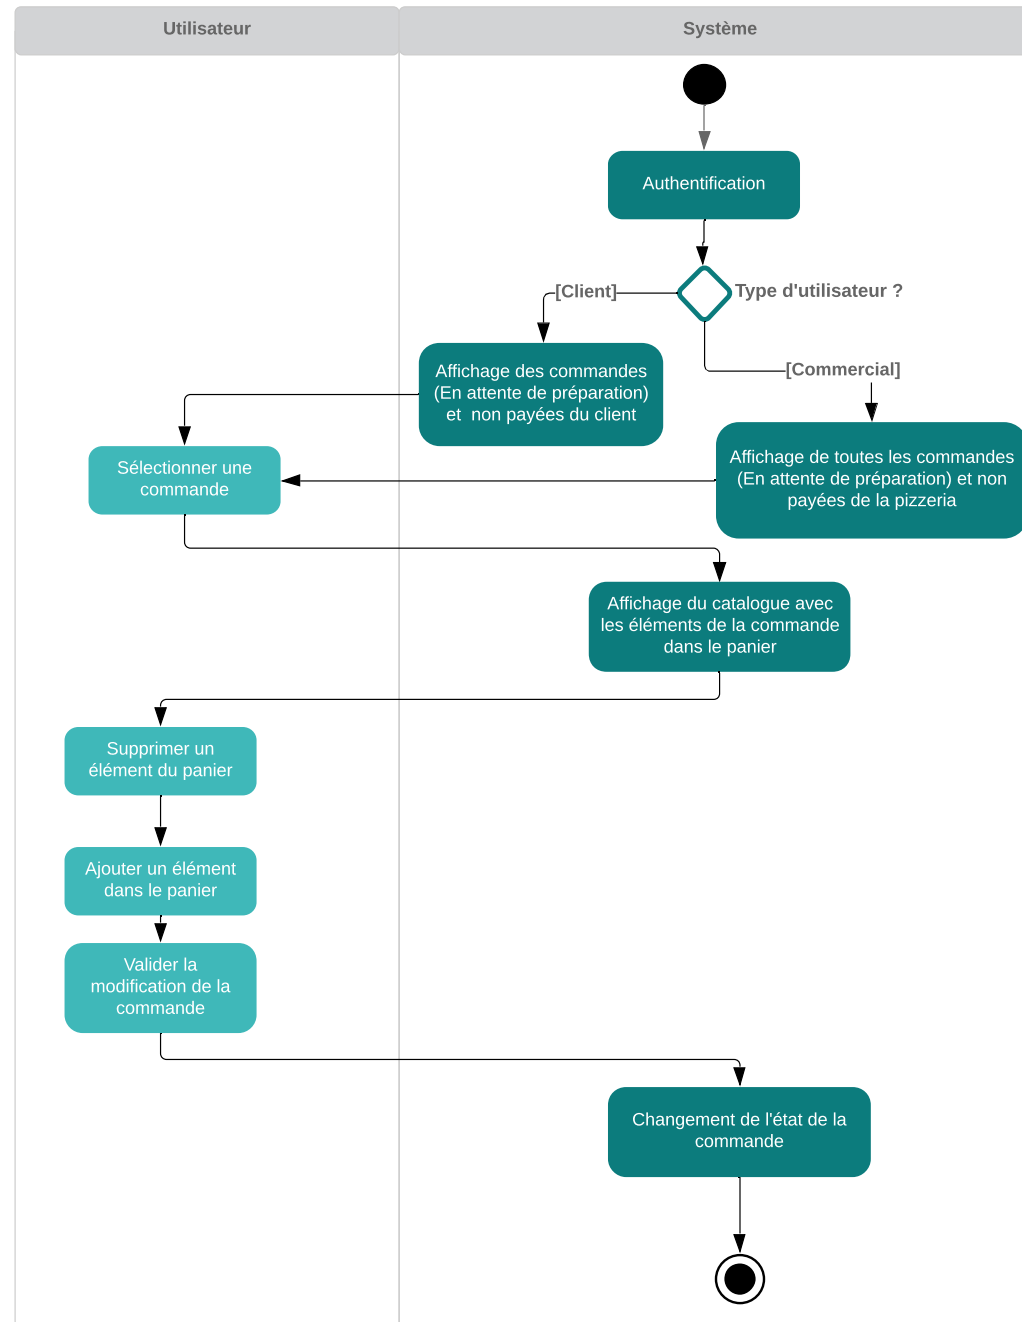 Utilisateur
Système
Authentification
[Client]
Type d'utilisateur ?
Affichage des commandes
(En attente de préparation)
et non payées du client
[Commercial]
Affichage de toutes les commandes
(En attente de préparation) et non
payées de la pizzeria
Sélectionner une
commande
Affichage du catalogue avec
les éléments de la commande
dans le panier
Supprimer un
élément du panier
Ajouter un élément
dans le panier
Valider la
modification de la
commande
Changement de l'état de la
commande